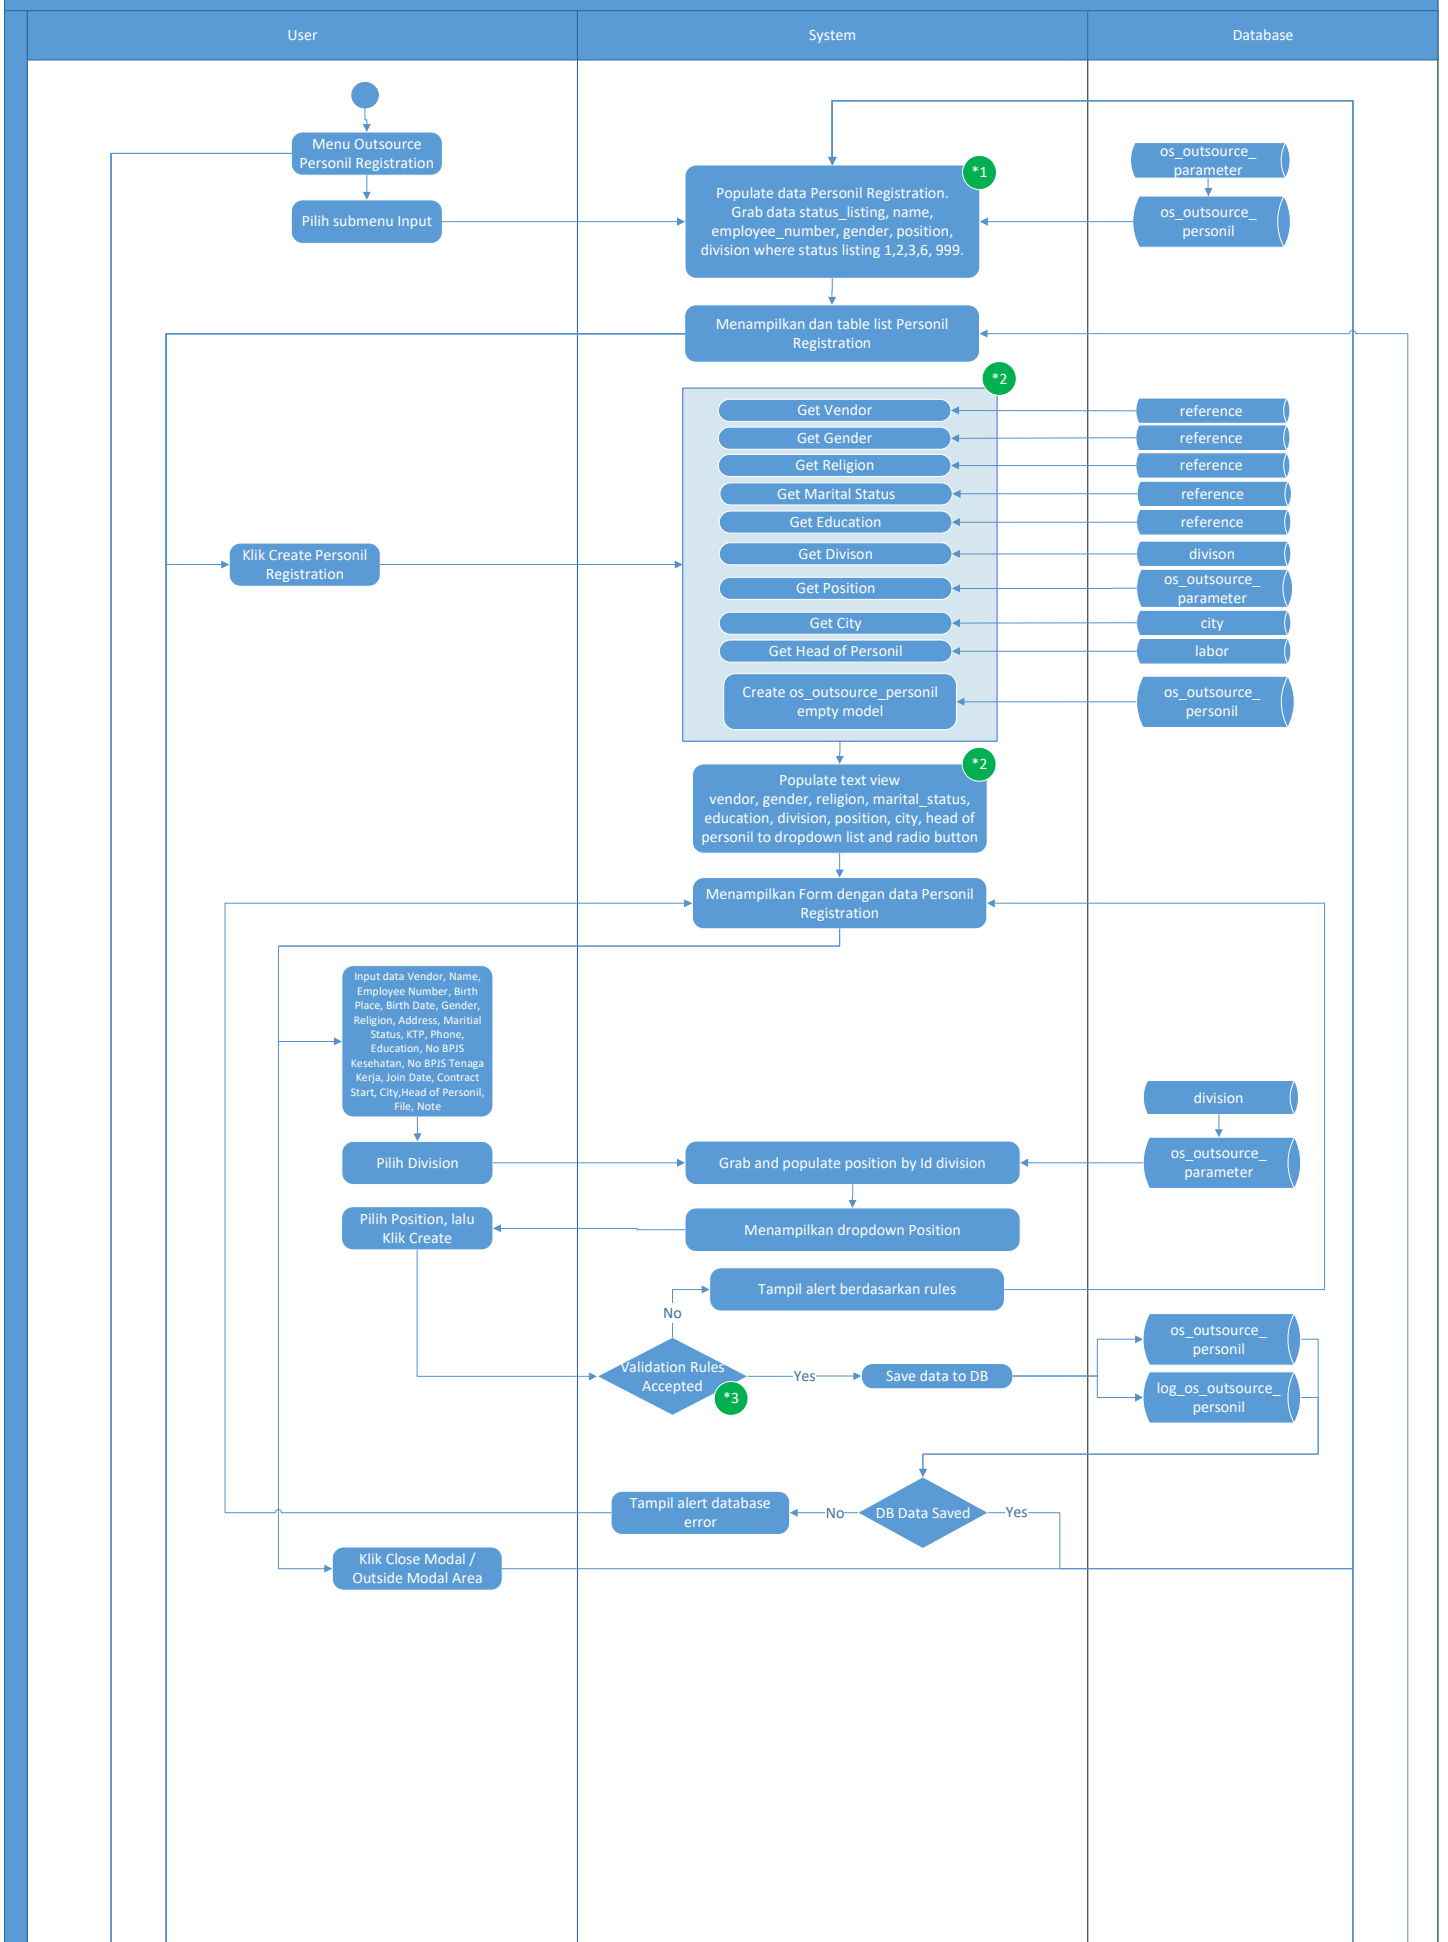 User
System
Database
Menu Outsource
Personil Registration
Pilih submenu Input
*1
Populate data Personil Registration.
Grab data status_listing, name,
employee_number, gender, position,
division where status listing 1,2,3,6, 999.
os_outsource_
parameter
os_outsource_
personil
Menampilkan dan table list Personil
Registration
*2
Get Vendor
reference
Get Gender
reference
Get Religion
reference
Get Marital Status
reference
Get Education
reference
Get Divison
divison
Klik Create Personil
Registration
Get Position
os_outsource_
parameter
Get City
city
Get Head of Personil
labor
Create os_outsource_personil
empty model
os_outsource_
personil
*2
Populate text view
vendor, gender, religion, marital_status,
education, division, position, city, head of
personil to dropdown list and radio button
Menampilkan Form dengan data Personil
Registration
Input data Vendor, Name,
Employee Number, Birth
Place, Birth Date, Gender,
Religion, Address, Maritial
Status, KTP, Phone,
Education, No BPJS
Kesehatan, No BPJS Tenaga
Kerja, Join Date, Contract
Start, City,Head of Personil,
File, Note
division
Pilih Division
Grab and populate position by Id division
os_outsource_
parameter
Pilih Position, lalu
Klik Create
Menampilkan dropdown Position
Tampil alert berdasarkan rules
No
os_outsource_
personil
Validation Rules
Accepted
*3
Yes
Save data to DB
log_os_outsource_
personil
Tampil alert database
error
No
DB Data Saved
Yes
Klik Close Modal /
Outside Modal Area